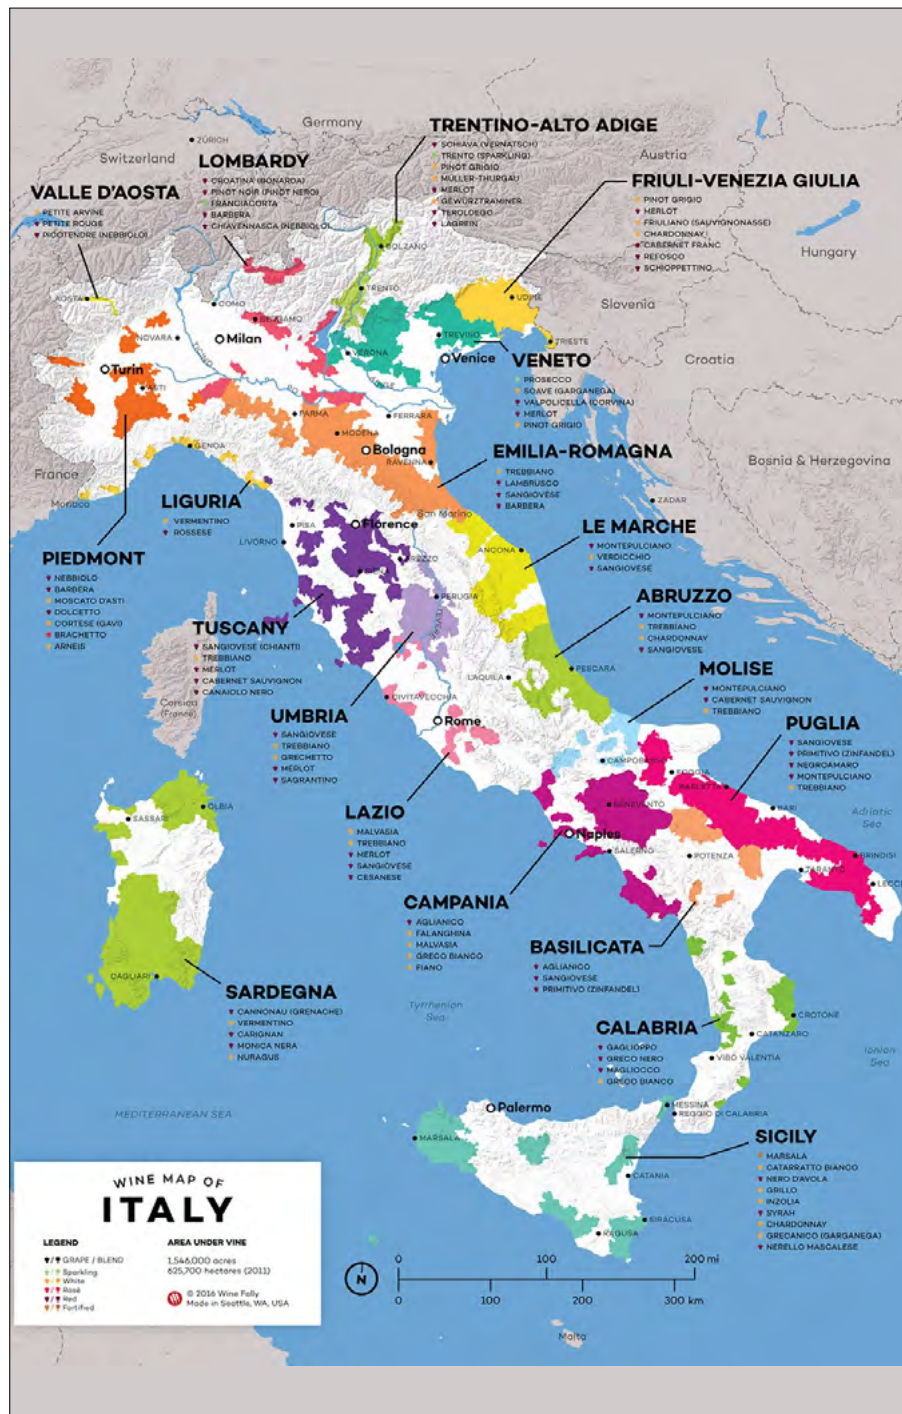 Germany
ZÜRICH
Switzerland
Austria
Hungary
Slovenia
Croatia
Bosnia & Herzegovina
France
Monaco
San Marino
Corsica
(France)
Malta
VALLE D'AOSTA
PETITE ARVINE
PETITE ROUGE
PICOTENDRE (NEBBIOLO)
LOMBARDY
CROATINA (BONARDA)
PINOT NOIR (PINOT NERO)
FRANCIACORTA
BARBERA
CHIAVENNASCA (NEBBIOLO)
TRENTINO-ALTO ADIGE
SCHIAVA (VERNATSCH)
TRENTO (SPARKLING)
PINOT GRIGIO
MÜLLER-THURGAU
MERLOT
GEWÜRZTRAMINER
TEROLDEGO
LAGREIN
FRIULI-VENEZIA GIULIA
PINOT GRIGIO
MERLOT
FRIULIANO (SAUVIGNONASSE)
CHARDONNAY
CABERNET FRANC
REFOSCO
SCHIOPPETTINO
VENETO
PROSECCO
SOAVE (GARGANEGA)
VALPOLICELLA (CORVINA)
MERLOT
PINOT GRIGIO
EMILIA-ROMAGNA
TREBBIANO
LAMBRUSCO
SANGIOVESE
BARBERA
LIGURIA
VERMENTINO
ROSSESE
PIEDMONT
NEBBIOLO
BARBERA
MOSCATO D'ASTI
DOLCETTO
CORTESE (GAVI)
BRACHETTO
ARNEIS
LE MARCHE
MONTEPULCIANO
VERDICCHIO
SANGIOVESE
ABRUZZO
MONTEPULCIANO
TREBBIANO
CHARDONNAY
SANGIOVESE
TUSCANY
SANGIOVESE (CHIANTI)
TREBBIANO
MERLOT
CABERNET SAUVIGNON
CANAIOLO NERO
MOLISE
MONTEPULCIANO
CABERNET SAUVIGNON
TREBBIANO
UMBRIA
SANGIOVESE
TREBBIANO
GRECHETTO
MERLOT
SAGRANTINO
PUGLIA
SANGIOVESE
PRIMITIVO (ZINFANDEL)
NEGROAMARO
MONTEPULCIANO
TREBBIANO
LAZIO
MALVASIA
TREBBIANO
MERLOT
SANGIOVESE
CESANESE
CAMPANIA
AGLIANICO
FALANGHINA
MALVASIA
GRECO BIANCO
FIANO
BASILICATA
AGLIANICO
SANGIOVESE
PRIMITIVO (ZINFANDEL)
SARDEGNA
CANNONAU (GRENACHE)
VERMENTINO
CARIGNAN
MONICA NERA
NURAGUS
CALABRIA
GAGLIOPPO
GRECO NERO
MAGLIOCCO
GRECO BIANCO
SICILY
MARSALA
CATARRATTO BIANCO
NERO D'AVOLA
GRILLO
INZOLIA
SYRAH
CHARDONNAY
GRECANICO (GARGANEGA)
NERELLO MASCALESE
AOSTA
NOVARA
Turin
ASTI
COMO
BERGAMO
Milan
BOLZANO
TRENTO
VERONA
TREVINO
UDINE
TRIESTE
Venice
PARMA
MODENA
FERRARA
Bologna
RAVENNA
GENOA
PISA
Florence
LIVORNO
PERUGIA
ANCONA
ZADAR
L'AQUILA
PESCARA
CIVITAVECCHIA
Rome
FOGGIA
BARLETTA
BARI
BRINDISI
TARANTO
LECCE
BENEVENTO
Naples
SALERNO
POTENZA
OLBIA
SASSARI
CAGLIARI
CROTONE
CATANZARO
VIBO VALENTIA
MESSINA
REGGIO DI CALABRIA
Palermo
MARSALA
CATANIA
SIRACUSA
REGUSA
Adriatic
Sea
Tyrrhenian
Sea
Ionian
Sea
MEDITERRANEAN SEA
WINE MAP OF
ITALY
LEGEND
GRAPE / BLEND
Sparkling
White
Rosé
Red
Fortified
AREA UNDER VINE
1,546,000 acres
625,700 hectares (2011)
© 2016 Wine Folly
Made in Seattle, WA, USA
N
0 100 200 mi
0 100 200 300 km